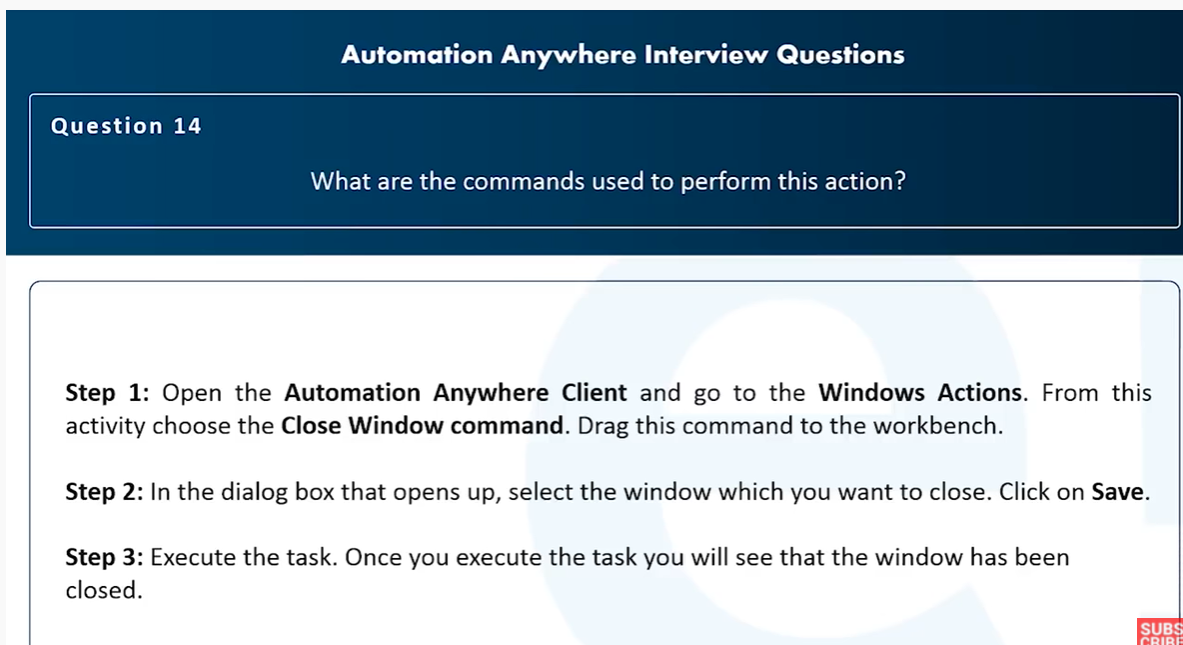 Automation Anywhere Interview Questions
Question 14
What are the commands used to perform this action?
Step 1: Open the Automation Anywhere Client and go to the Windows Actions. From this
activity choose the Close Window command. Drag this command to the workbench.
Step 2: In the dialog box that opens up, select the window which you want to close. Click on Save.
Step 3: Execute the task. Once you execute the task you will see that the window has been
closed.
SUBS
CRIBE